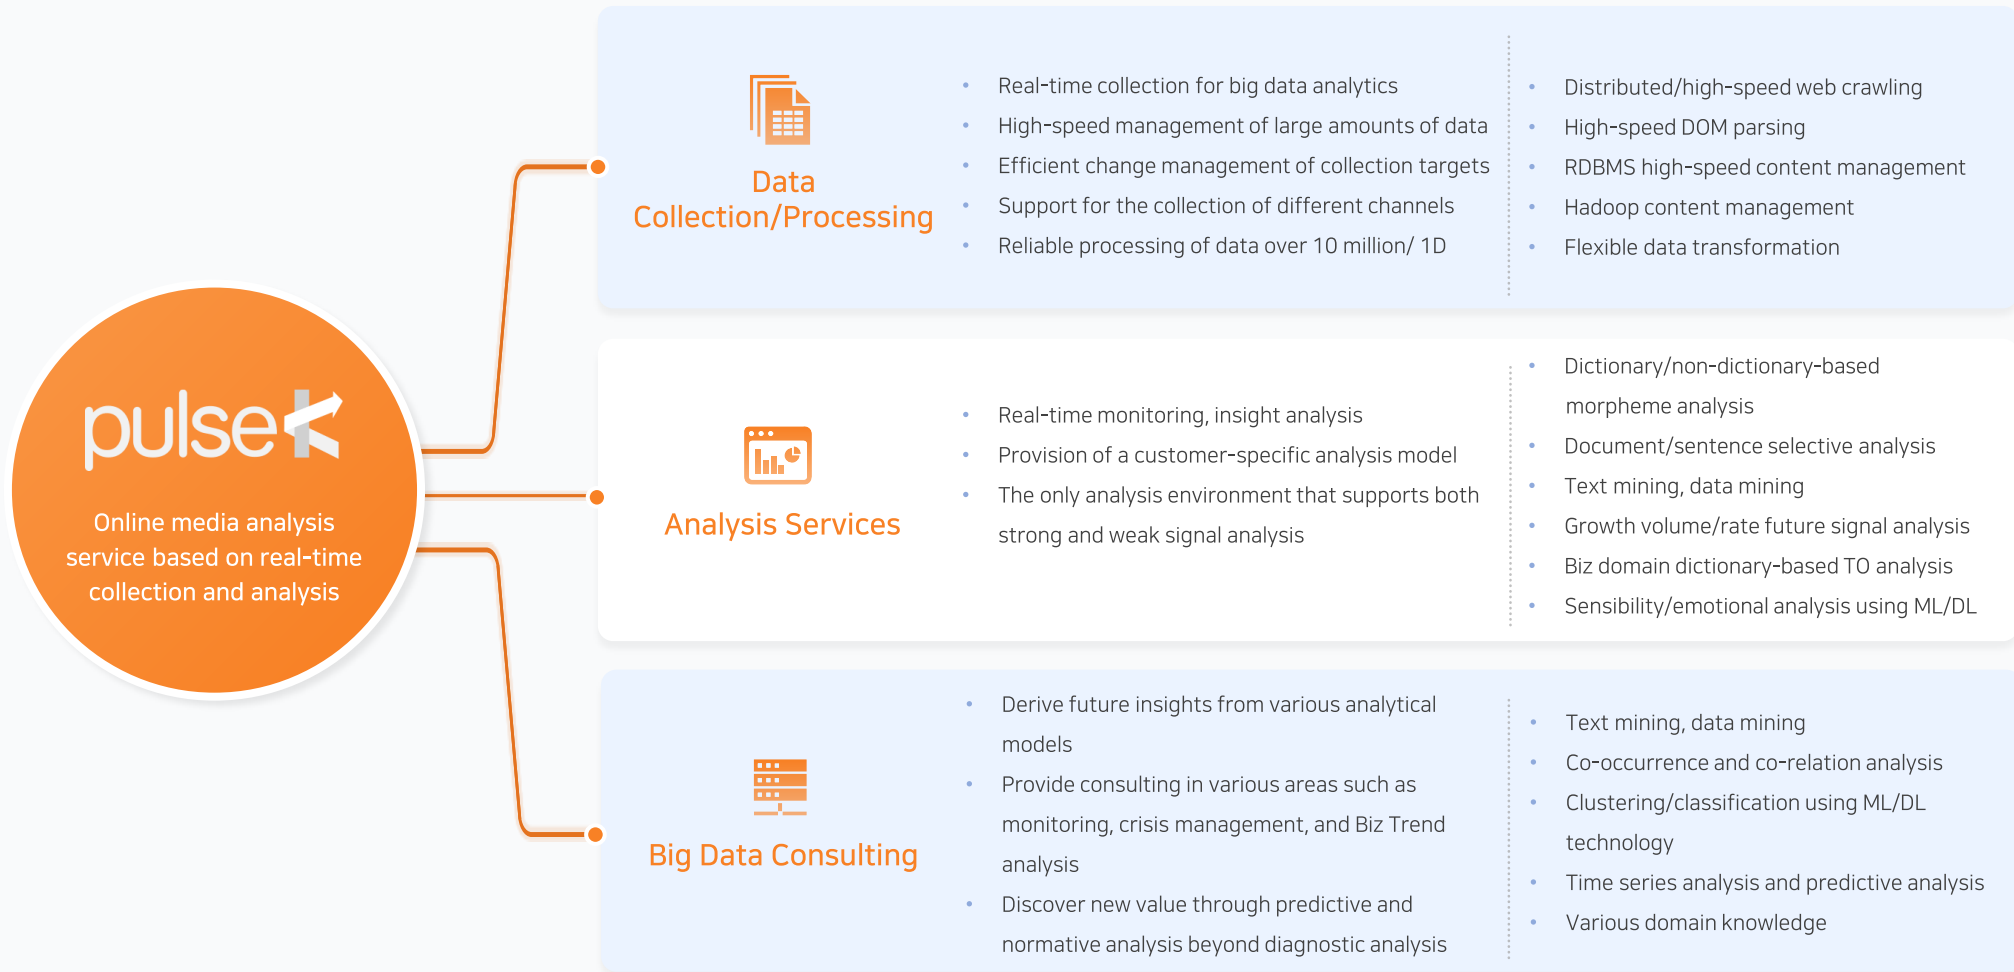 pulseK
Online media analysis
service based on real-time
collection and analysis
Data
Collection/Processing
• Real-time collection for big data analytics
• High-speed management of large amounts of data
• Efficient change management of collection targets
• Support for the collection of different channels
• Reliable processing of data over 10 million/ 1D
• Distributed/high-speed web crawling
• High-speed DOM parsing
• RDBMS high-speed content management
• Hadoop content management
• Flexible data transformation
Analysis Services
• Real-time monitoring, insight analysis
• Provision of a customer-specific analysis model
• The only analysis environment that supports both
strong and weak signal analysis
• Dictionary/non-dictionary-based
morpheme analysis
• Document/sentence selective analysis
• Text mining, data mining
• Growth volume/rate future signal analysis
• Biz domain dictionary-based TO analysis
• Sensibility/emotional analysis using ML/DL
Big Data Consulting
• Derive future insights from various analytical
models
• Provide consulting in various areas such as
monitoring, crisis management, and Biz Trend
analysis
• Discover new value through predictive and
normative analysis beyond diagnostic analysis
• Text mining, data mining
• Co-occurrence and co-relation analysis
• Clustering/classification using ML/DL
technology
• Time series analysis and predictive analysis
• Various domain knowledge